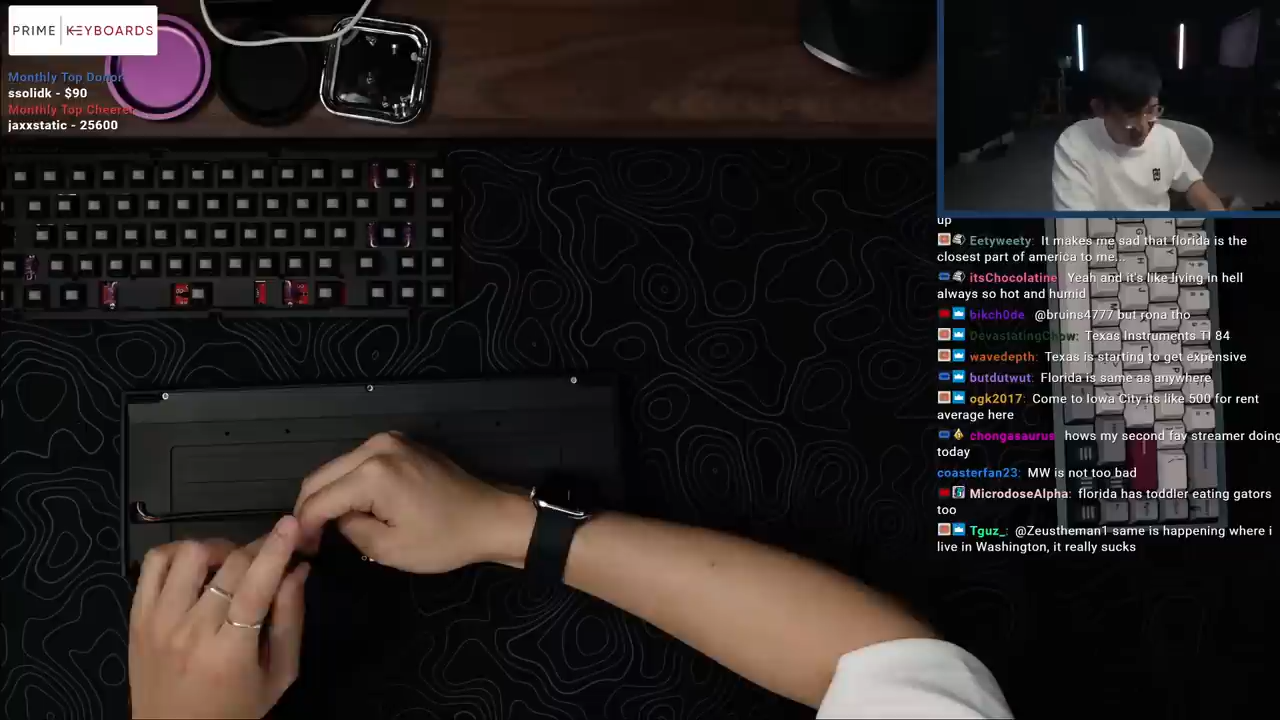 PRIME KEYBOARDS
Monthly Top Donor
ssolidk - $90
Monthly Top Cheerer
jaxxstatic - 25600
up
Eetyweety: It makes me sad that florida is the
closest part of america to me...
itsChocolatine: Yeah and it's like living in hell
always so hot and humid
bikch0de: @bruins4777 but rona tho
DevastatingChow: Texas Instruments TI 84
wavedepth: Texas is starting to get expensive
butdutwut: Florida is same as anywhere
ogk2017: Come to Iowa City its like 500 for rent
average here
chongasaurus: hows my second fav streamer doing
today
coasterfan23: MW is not too bad
MicrodoseAlpha: florida has toddler eating gators
too
Tguz_: @Zeustheman1 same is happening where i
live in Washington, it really sucks